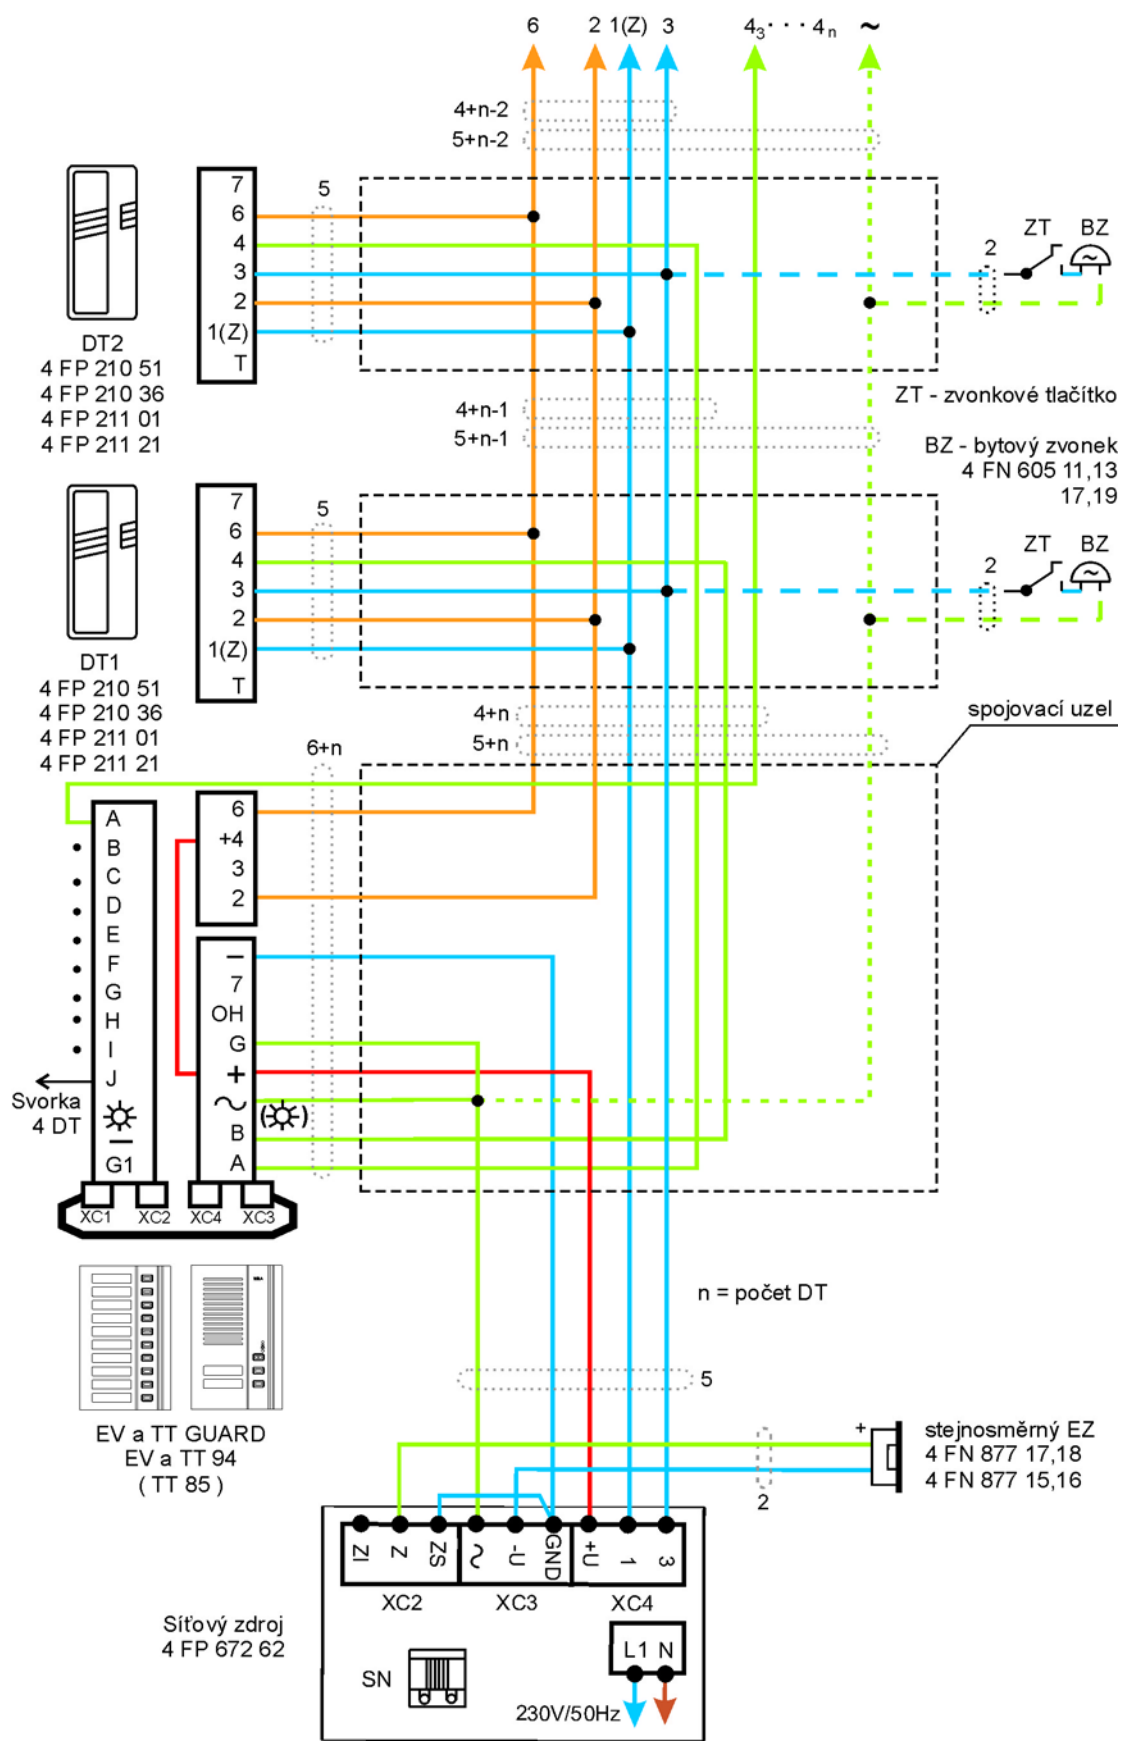 6 2 1(Z) 3 4₃ · · · 4ₙ ~
4+n-2
5+n-2
7
6
4
3
2
1(Z)
T
5
DT2
4 FP 210 51
4 FP 210 36
4 FP 211 01
4 FP 211 21
2
ZT BZ
~
4+n-1
5+n-1
ZT - zvonkové tlačítko
BZ - bytový zvonek
4 FN 605 11,13
17,19
7
6
4
3
2
1(Z)
T
5
DT1
4 FP 210 51
4 FP 210 36
4 FP 211 01
4 FP 211 21
2
ZT BZ
~
4+n
5+n
spojovací uzel
6+n
A
B
C
D
E
F
G
H
I
J
–
G1
Svorka
4 DT
6
+4
3
2
–
7
OH
G
+
~
B
A
XC1 XC2 XC4 XC3
EV a TT GUARD
EV a TT 94
( TT 85 )
n = počet DT
5
+
stejnosměrný EZ
4 FN 877 17,18
4 FN 877 15,16
2
ZI Z ZS ~ -U GND +U 1 3
XC2 XC3 XC4
Síťový zdroj
4 FP 672 62
SN
L1 N
230V/50Hz